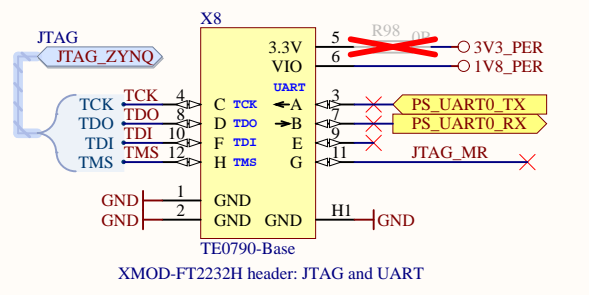 X8
R98 0R
JTAG
JTAG_ZYNQ
5
3.3V
3V3_PER
6
VIO
1V8_PER
UART
TCK TCK 4 C TCK A 3 PS_UART0_TX
TDO TDO 8 D TDO B 7 PS_UART0_RX
TDI TDI 10 F TDI E 9
TMS TMS 12 H TMS G 11 JTAG_MR
GND 1 GND
GND 2 GND GND H1 GND
TE0790-Base
XMOD-FT2232H header: JTAG and UART